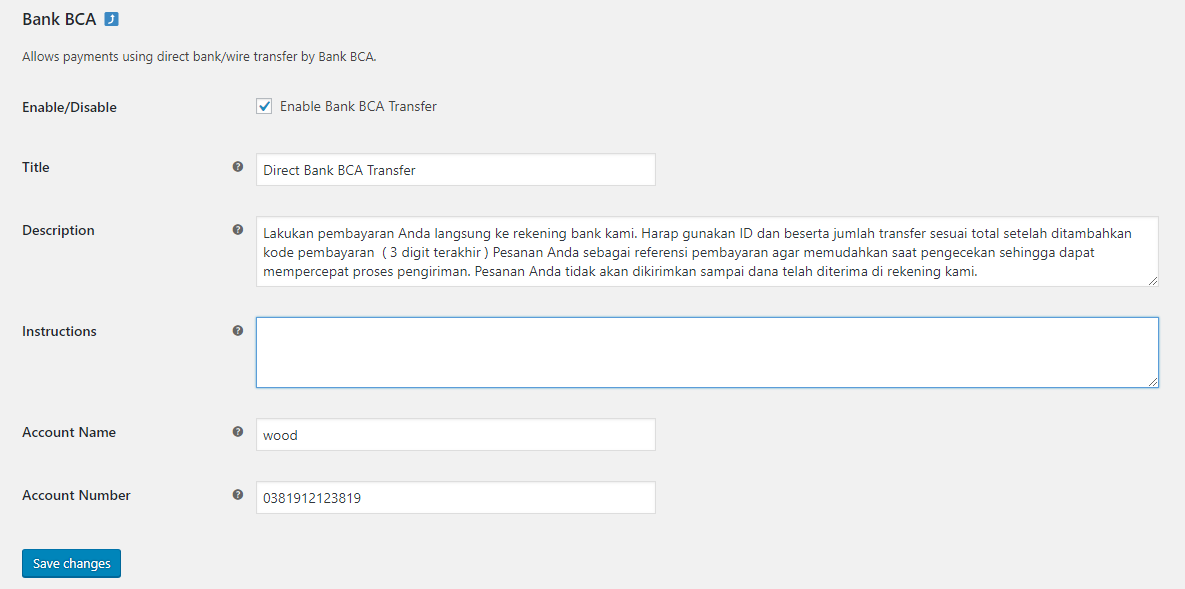 Bank BCA
Allows payments using direct bank/wire transfer by Bank BCA.
Enable/Disable
Enable Bank BCA Transfer
Title
Direct Bank BCA Transfer
Description
Lakukan pembayaran Anda langsung ke rekening bank kami. Harap gunakan ID dan beserta jumlah transfer sesuai total setelah ditambahkan
kode pembayaran  ( 3 digit terakhir ) Pesanan Anda sebagai referensi pembayaran agar memudahkan saat pengecekan sehingga dapat
mempercepat proses pengiriman. Pesanan Anda tidak akan dikirimkan sampai dana telah diterima di rekening kami.
Instructions
Account Name
wood
Account Number
0381912123819
Save changes